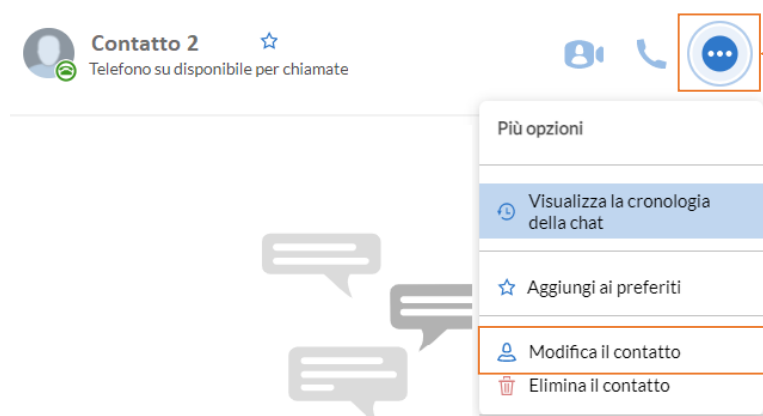 Contatto 2
Telefono su disponibile per chiamate
Più opzioni
Visualizza la cronologia
della chat
Aggiungi ai preferiti
Modifica il contatto
Elimina il contatto